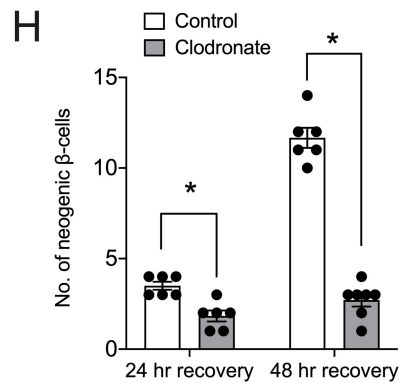 H
Control
Clodronate
No. of neogenic β-cells
15
10
5
0
*
*
24 hr recovery
48 hr recovery